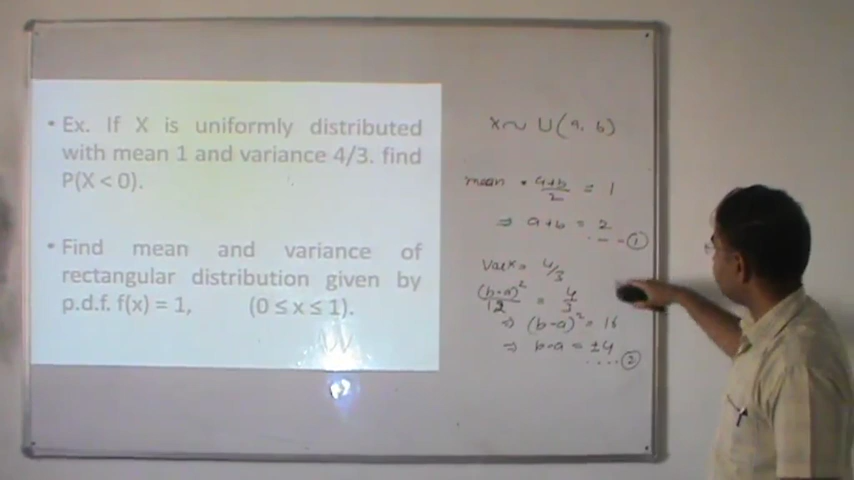 • Ex. If X is uniformly distributed
with mean 1 and variance 4/3. find
P(X < 0).
• Find mean and variance of
rectangular distribution given by
p.d.f. f(x) = 1, (0 ≤ x ≤ 1).
X ~ U(a, b)
mean = a+b/2 = 1
⇒ a+b = 2
---①
Var X = 4/3
(b-a)²/12 = 4/3
⇒ (b-a)² = 16
⇒ b-a = ±4
....②